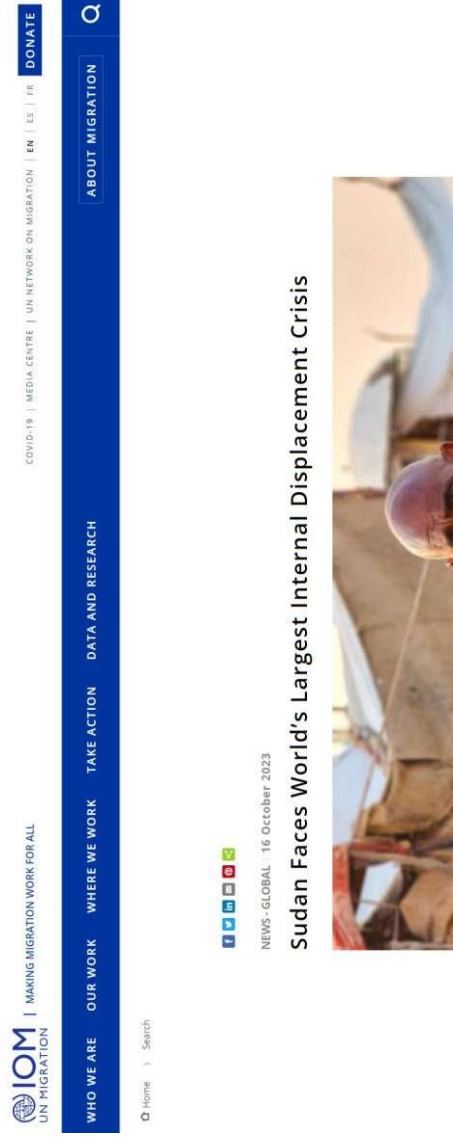 COVID-19 | MEDIA CENTRE | UN NETWORK ON MIGRATION | EN | ES | FR DONATE
IOM | MAKING MIGRATION WORK FOR ALL
UN MIGRATION
WHO WE ARE OUR WORK WHERE WE WORK TAKE ACTION DATA AND RESEARCH ABOUT MIGRATION
Home > Search
NEWS - GLOBAL | 16 October 2023
Sudan Faces World's Largest Internal Displacement Crisis